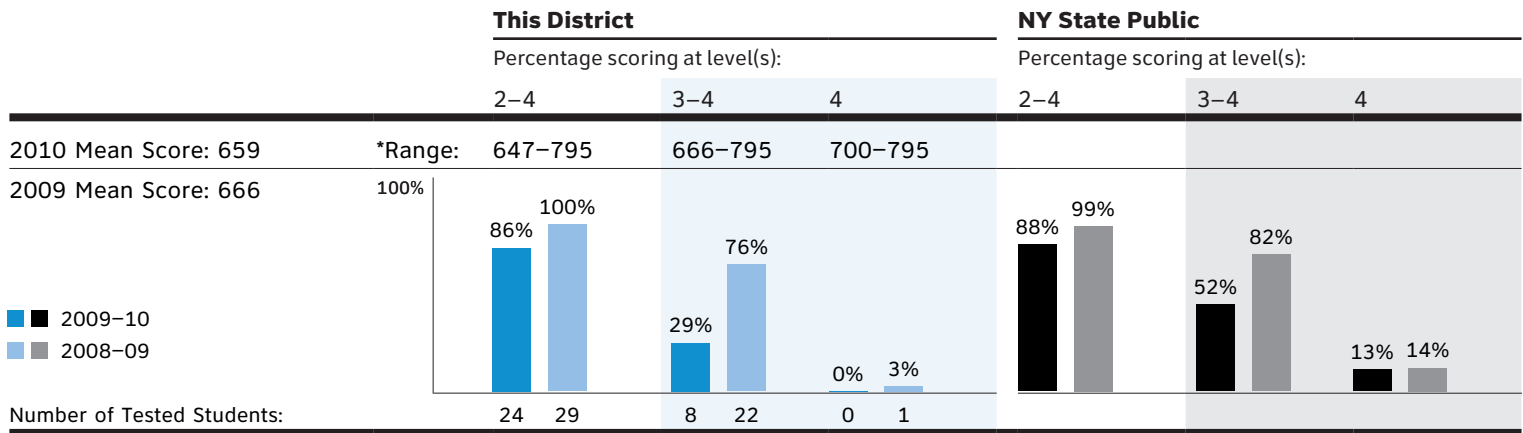 This District NY State Public
Percentage scoring at level(s): Percentage scoring at level(s):
2–4 3–4 4 2–4 3–4 4
2010 Mean Score: 659 *Range: 647–795 666–795 700–795
2009 Mean Score: 666 100%
86% 100% 29% 76% 0% 3% 88% 99% 52% 82% 13% 14%
2009–10
2008–09
Number of Tested Students: 24 29 8 22 0 1